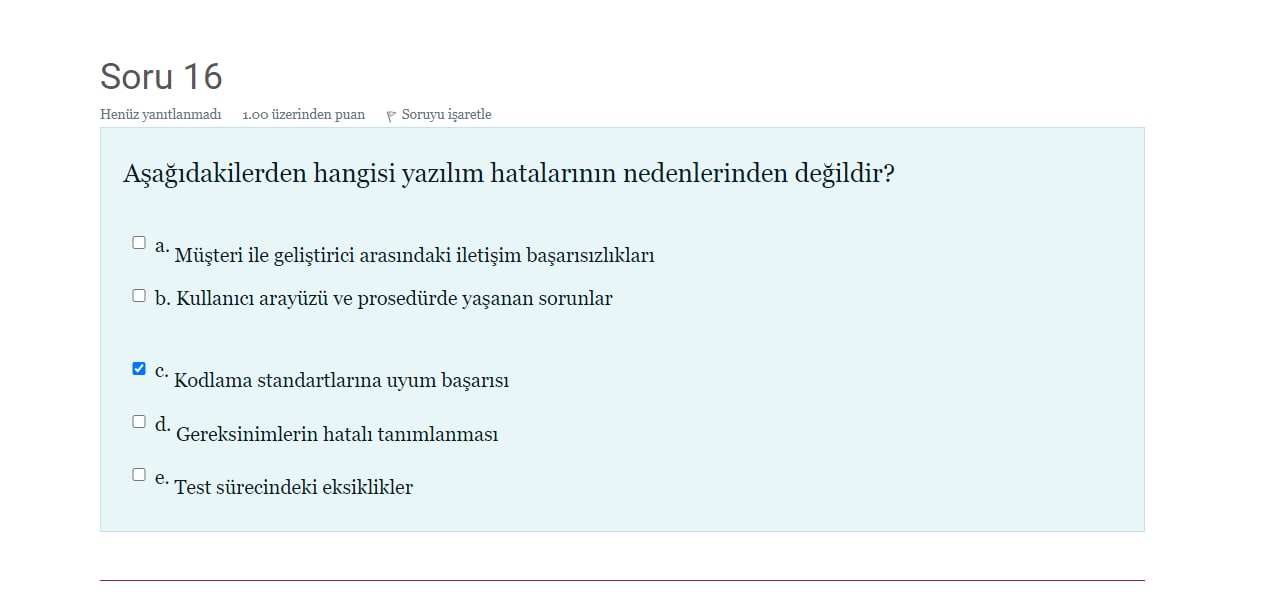 Soru 16
Henüz yanıtlanmadı 1.00 üzerinden puan Soruyu işaretle
Aşağıdakilerden hangisi yazılım hatalarının nedenlerinden değildir?
a. Müşteri ile geliştirici arasındaki iletişim başarısızlıkları
b. Kullanıcı arayüzü ve prosedürde yaşanan sorunlar
c. Kodlama standartlarına uyum başarısı
d. Gereksinimlerin hatalı tanımlanması
e. Test sürecindeki eksiklikler